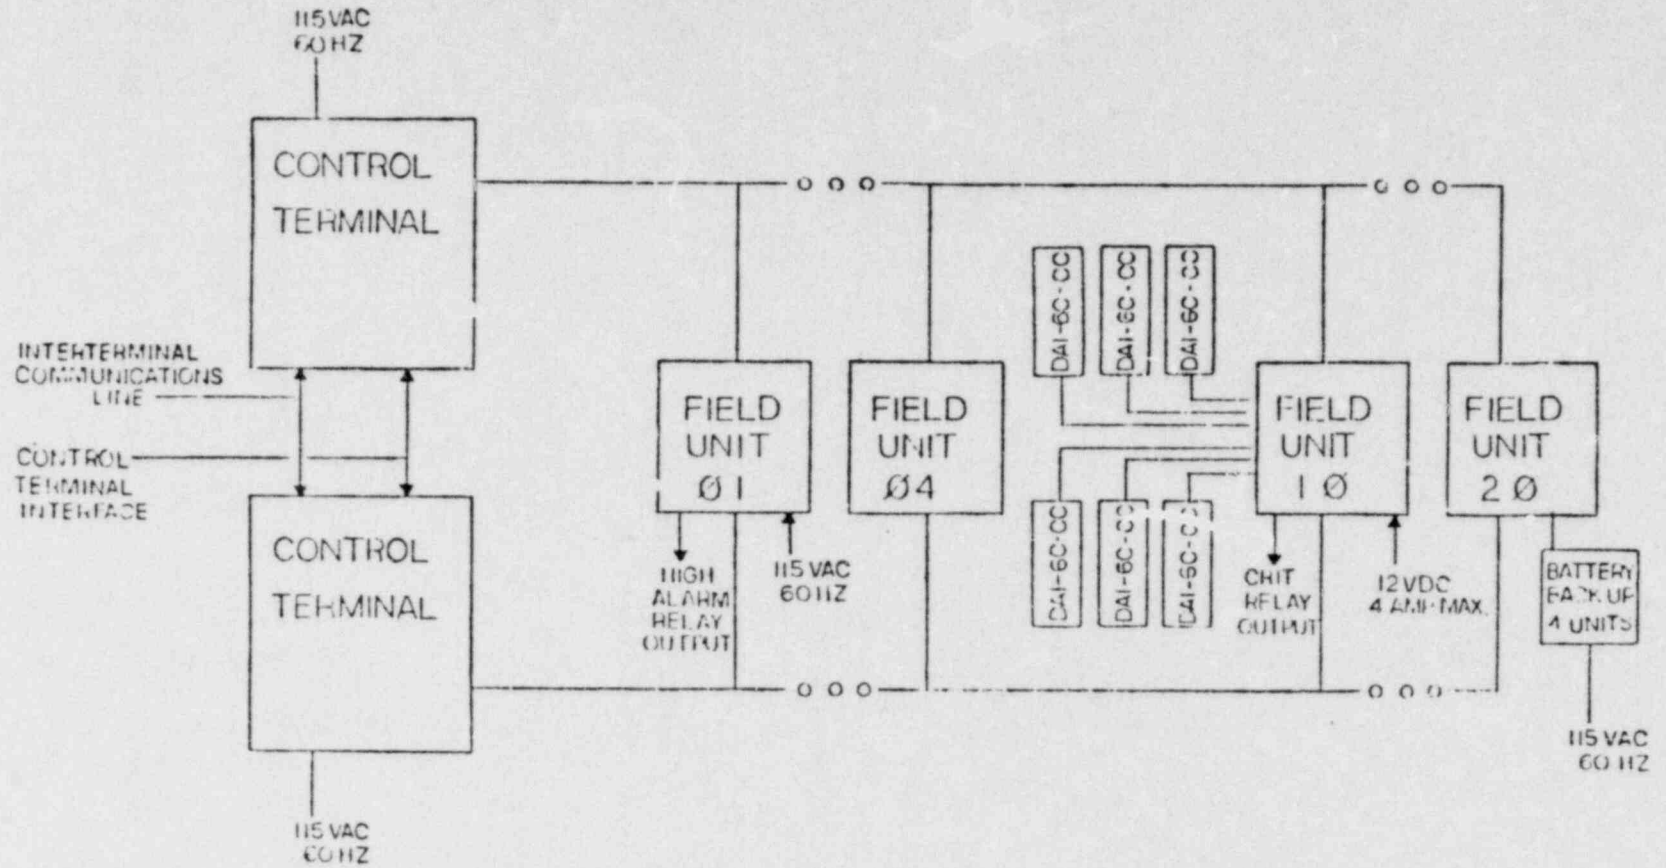 115 VAC
60 HZ
CONTROL
TERMINAL
INTERTERMINAL
COMMUNICATIONS
LINE
CONTROL
TERMINAL
INTERFACE
CONTROL
TERMINAL
115 VAC
60 HZ
FIELD
UNIT
Ø1
HIGH
ALARM
RELAY
OUTPUT
115 VAC
60 HZ
FIELD
UNIT
Ø4
DAI-6C-CC
DAI-6C-CC
DAI-6C-CC
DAI-6C-CC
DAI-6C-CC
DAI-6C-CC
FIELD
UNIT
1Ø
RELAY
OUTPUT
12 VDC
4 AMP MAX.
FIELD
UNIT
2Ø
BATTERY
BACK UP
4 UNITS
115 VAC
60 HZ